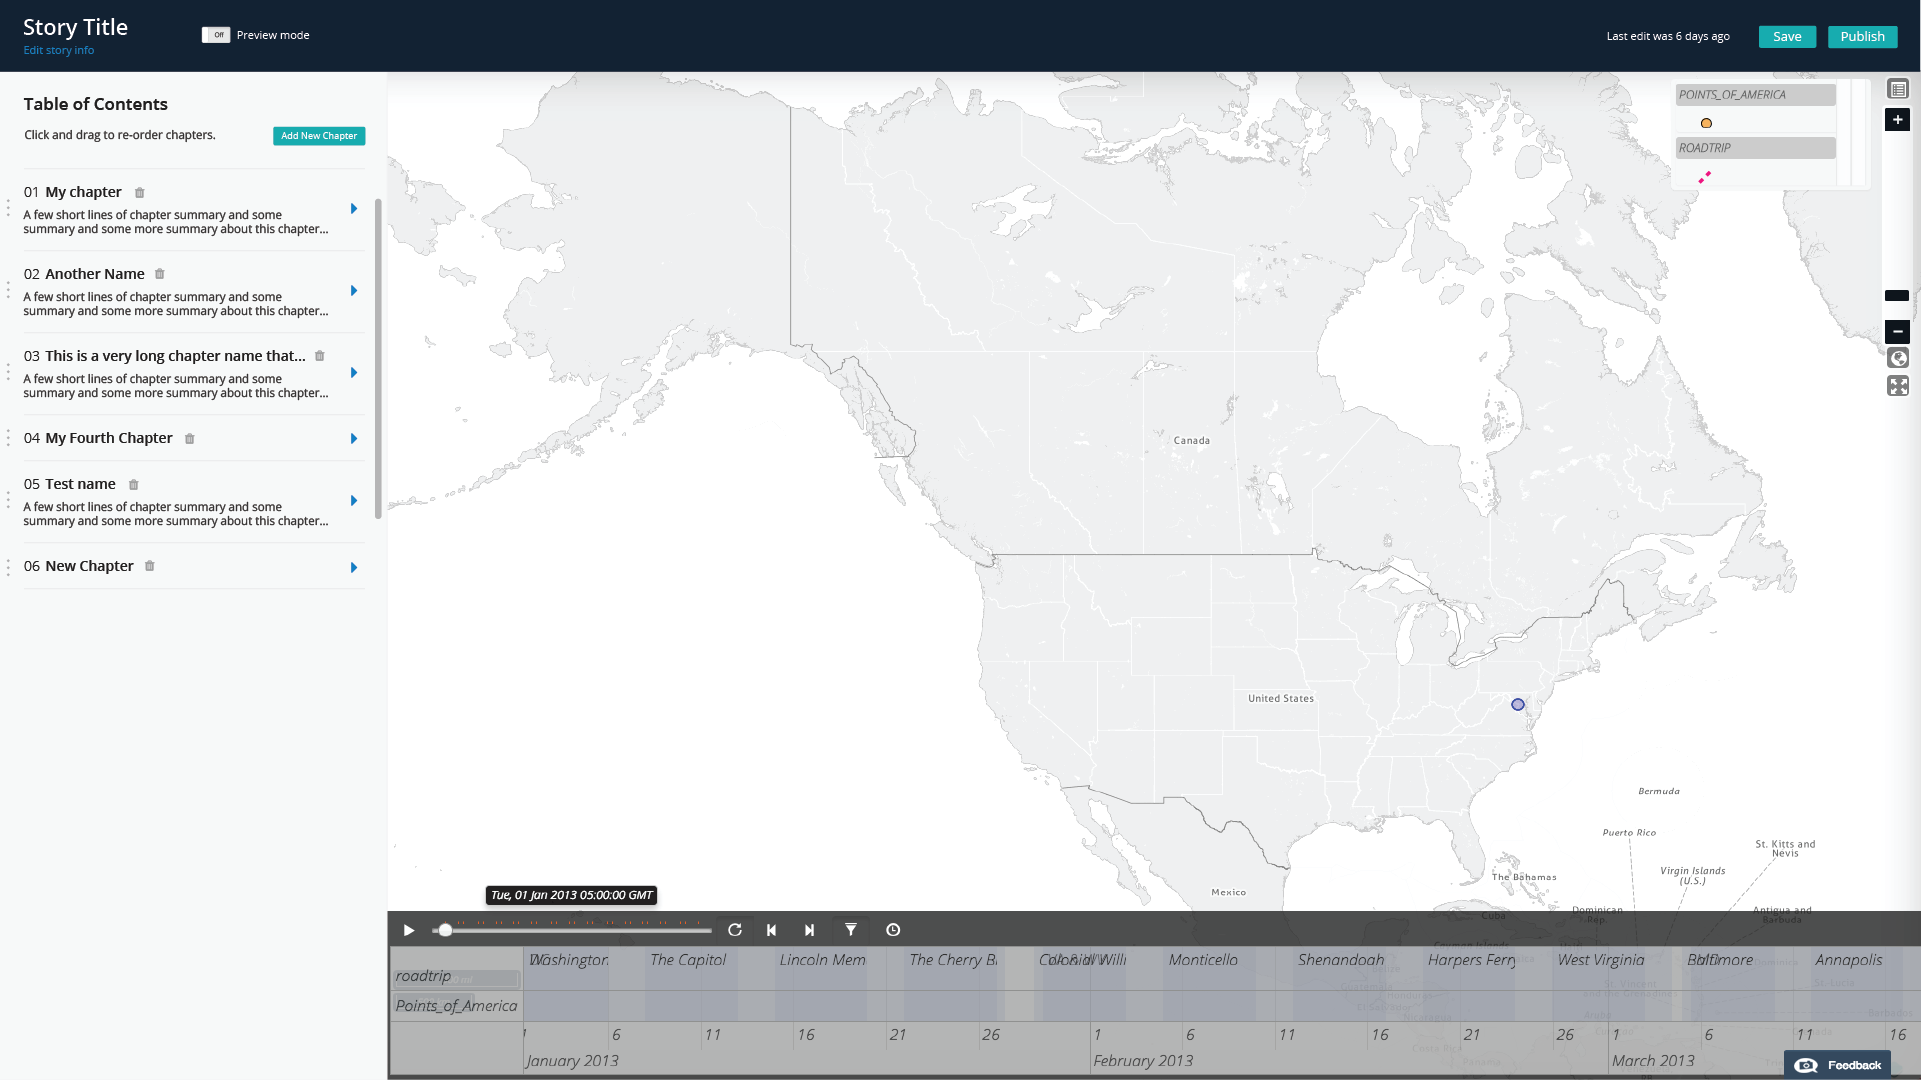 Story Title
Edit story info
Off
Preview mode
Last edit was 6 days ago
Save
Publish
Table of Contents
Click and drag to re-order chapters.
Add New Chapter
01 My chapter
A few short lines of chapter summary and some
summary and some more summary about this chapter...
02 Another Name
A few short lines of chapter summary and some
summary and some more summary about this chapter...
03 This is a very long chapter name that...
A few short lines of chapter summary and some
summary and some more summary about this chapter...
04 My Fourth Chapter
05 Test name
A few short lines of chapter summary and some
summary and some more summary about this chapter...
06 New Chapter
POINTS_OF_AMERICA
ROADTRIP
+
−
Canada
United States
Bermuda
Puerto Rico
St. Kitts and
Nevis
Virgin Islands
(U.S.)
The Bahamas
Mexico
Cuba
Dominican
Rep.
Antigua and
Barbuda
Cayman Islands
Tue, 01 Jan 2013 05:00:00 GMT
roadtrip
Washington
The Capitol
Lincoln Mem
The Cherry Bl
Colonial Willi
Monticello
Shenandoah
Harpers Ferry
West Virginia
Baltimore
Annapolis
Points_of_America
1 6 11 16 21 26 1 6 11 16 21 26 1 6 11 16
January 2013
February 2013
March 2013
Feedback